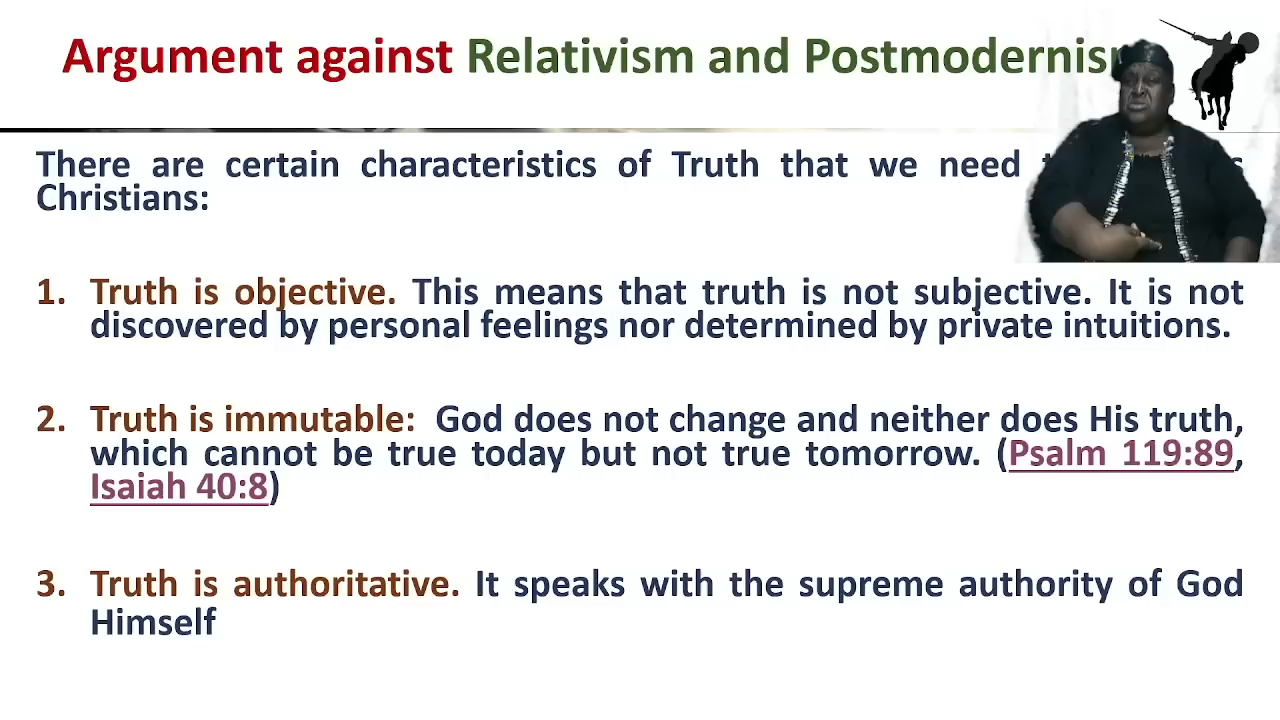 Argument against Relativism and Postmodernis
There are certain characteristics of Truth that we need
Christians:
1. Truth is objective. This means that truth is not subjective. It is not
discovered by personal feelings nor determined by private intuitions.
2. Truth is immutable: God does not change and neither does His truth,
which cannot be true today but not true tomorrow. (Psalm 119:89,
Isaiah 40:8)
3. Truth is authoritative. It speaks with the supreme authority of God
Himself